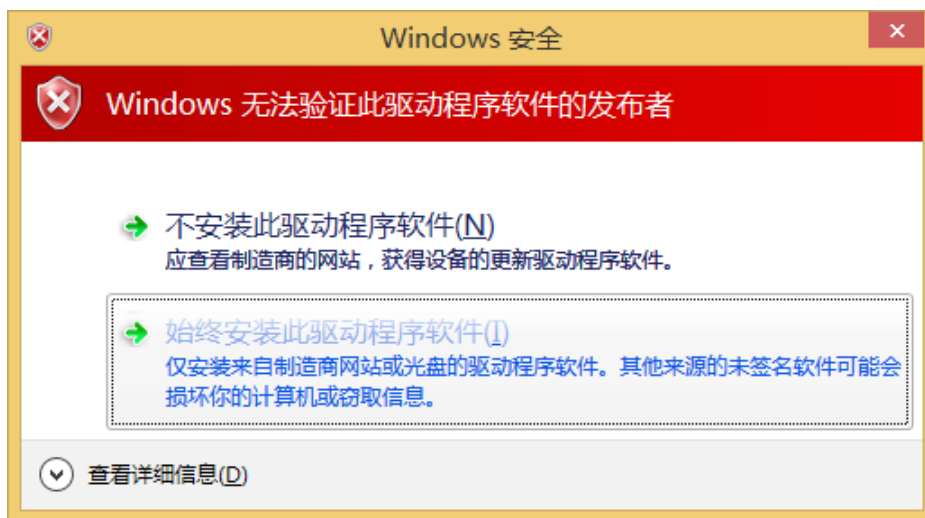 Windows 安全
Windows 无法验证此驱动程序软件的发布者
不安装此驱动程序软件(N)
应查看制造商的网站，获得设备的更新驱动程序软件。
始终安装此驱动程序软件(I)
仅安装来自制造商网站或光盘的驱动程序软件。其他来源的未签名软件可能会
损坏你的计算机或窃取信息。
查看详细信息(D)